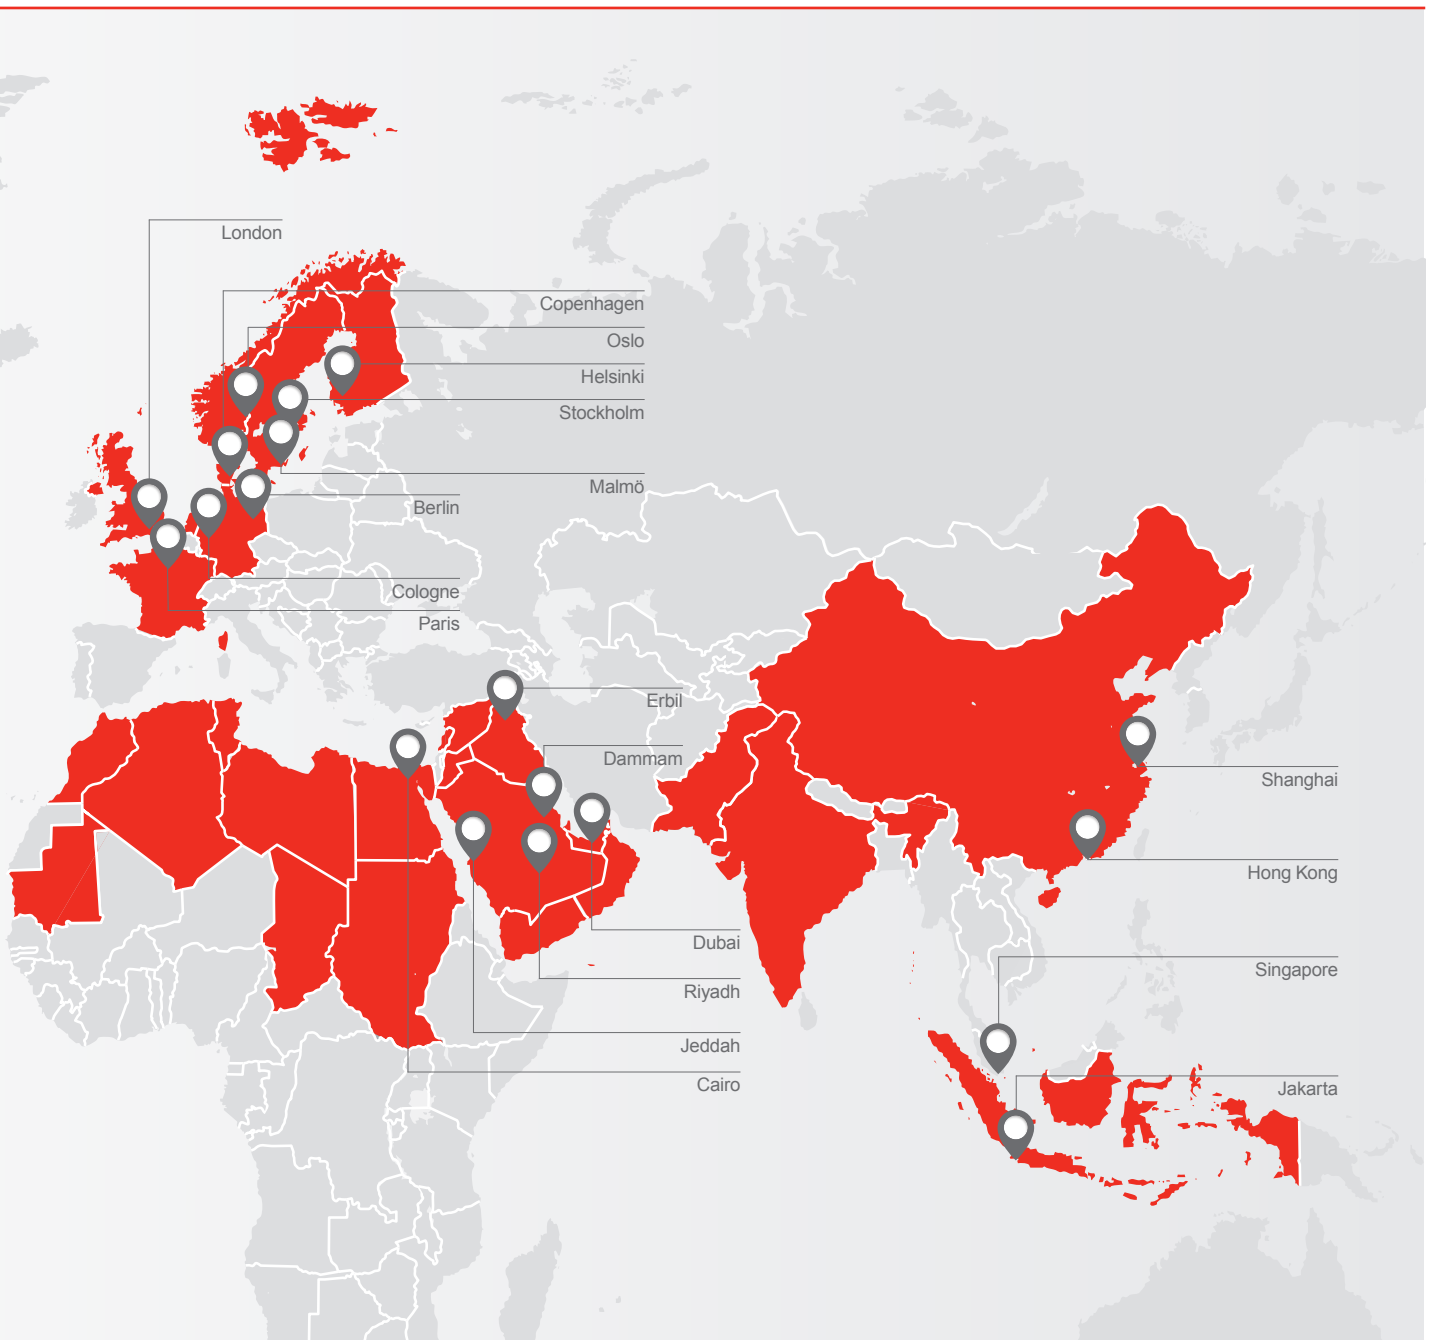 London
Copenhagen
Oslo
Helsinki
Stockholm
Malmö
Berlin
Cologne
Paris
Erbil
Dammam
Shanghai
Hong Kong
Dubai
Singapore
Riyadh
Jeddah
Cairo
Jakarta